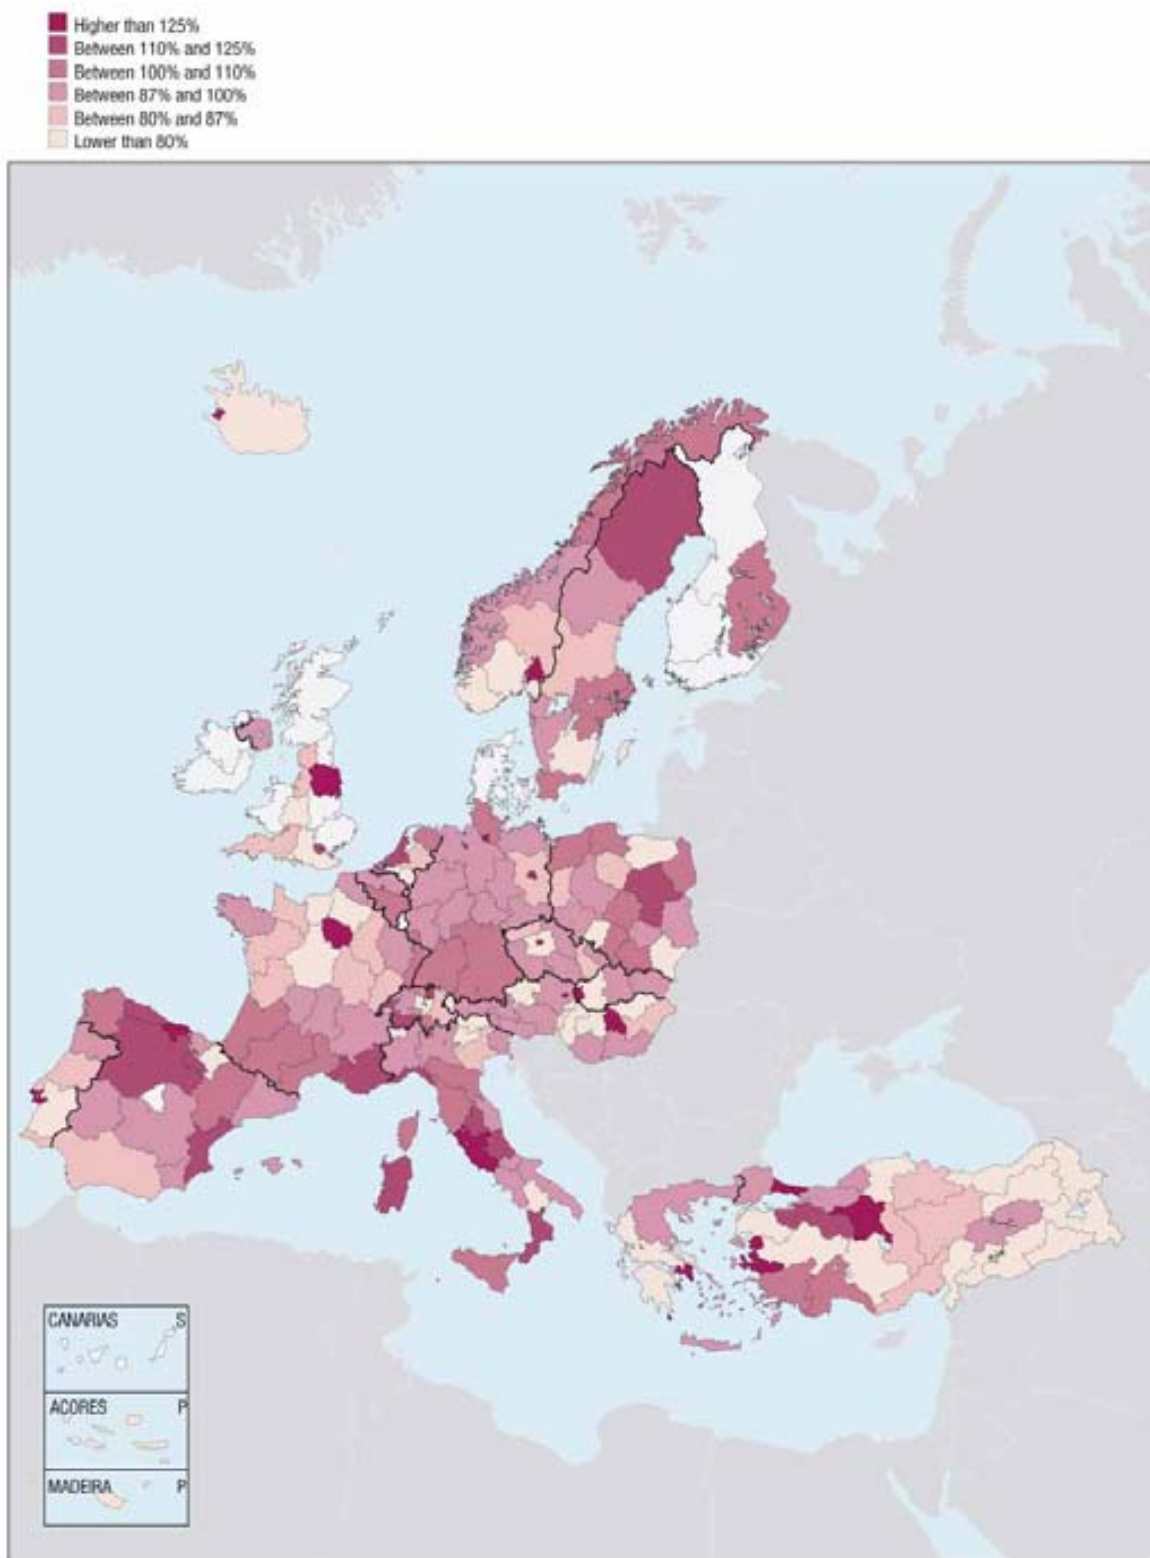 Higher than 125%
Between 110% and 125%
Between 100% and 110%
Between 87% and 100%
Between 80% and 87%
Lower than 80%
CANARIAS S
ACORES P
MADEIRA P